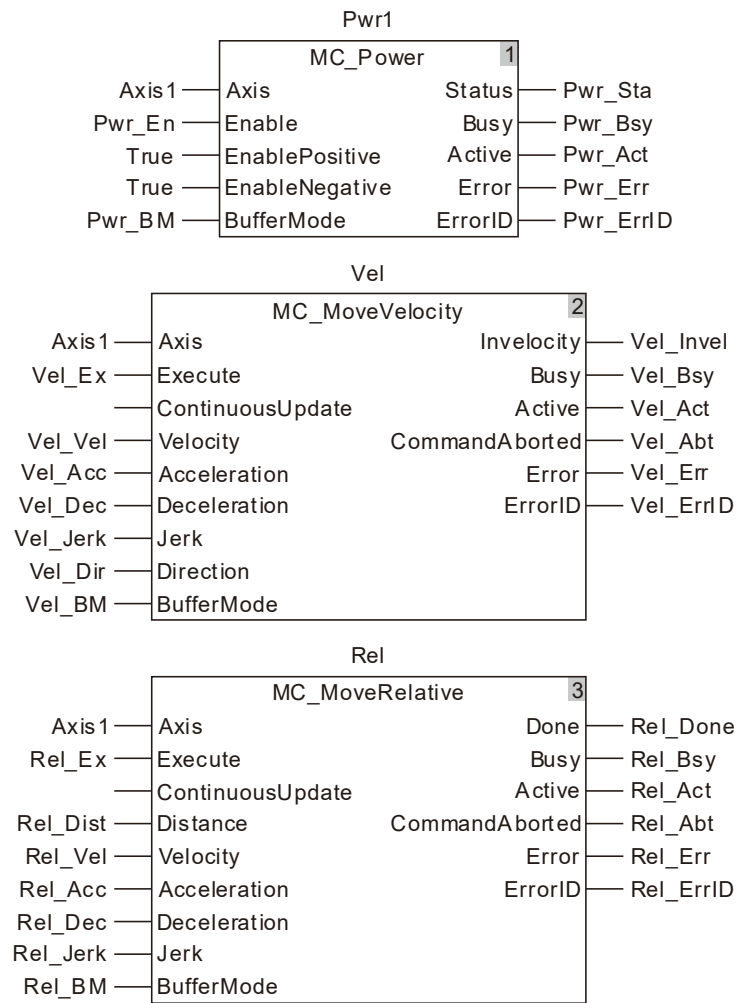 Pwr1
MC_Power 1
Axis1 Axis Status Pwr_Sta
Pwr_En Enable Busy Pwr_Bsy
True EnablePositive Active Pwr_Act
True EnableNegative Error Pwr_Err
Pwr_BM BufferMode ErrorID Pwr_ErrID
Vel
MC_MoveVelocity 2
Axis1 Axis Invelocity Vel_Invel
Vel_Ex Execute Busy Vel_Bsy
ContinuousUpdate Active Vel_Act
Vel_Vel Velocity CommandAborted Vel_Abt
Vel_Acc Acceleration Error Vel_Err
Vel_Dec Deceleration ErrorID Vel_ErrID
Vel_Jerk Jerk
Vel_Dir Direction
Vel_BM BufferMode
Rel
MC_MoveRelative 3
Axis1 Axis Done Rel_Done
Rel_Ex Execute Busy Rel_Bsy
ContinuousUpdate Active Rel_Act
Rel_Dist Distance CommandAborted Rel_Abt
Rel_Vel Velocity Error Rel_Err
Rel_Acc Acceleration ErrorID Rel_ErrID
Rel_Dec Deceleration
Rel_Jerk Jerk
Rel_BM BufferMode